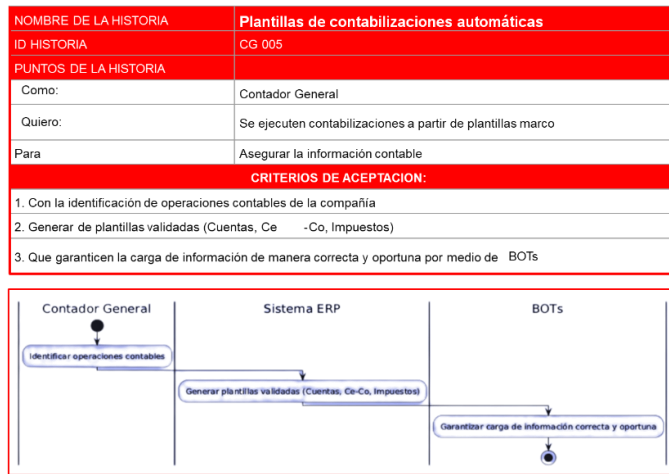 NOMBRE DE LA HISTORIA Plantillas de contabilizaciones automáticas
ID HISTORIA CG 005
PUNTOS DE LA HISTORIA
Como: Contador General
Quiero: Se ejecuten contabilizaciones a partir de plantillas marco
Para Asegurar la información contable
CRITERIOS DE ACEPTACION:
1. Con la identificación de operaciones contables de la compañía
2. Generar de plantillas validadas (Cuentas, Ce -Co, Impuestos)
3. Que garanticen la carga de información de manera correcta y oportuna por medio de BOTs
Contador General Sistema ERP BOTs
Identificar operaciones contables
Generar plantillas validadas (Cuentas, Ce-Co, Impuestos)
Garantizar carga de información correcta y oportuna